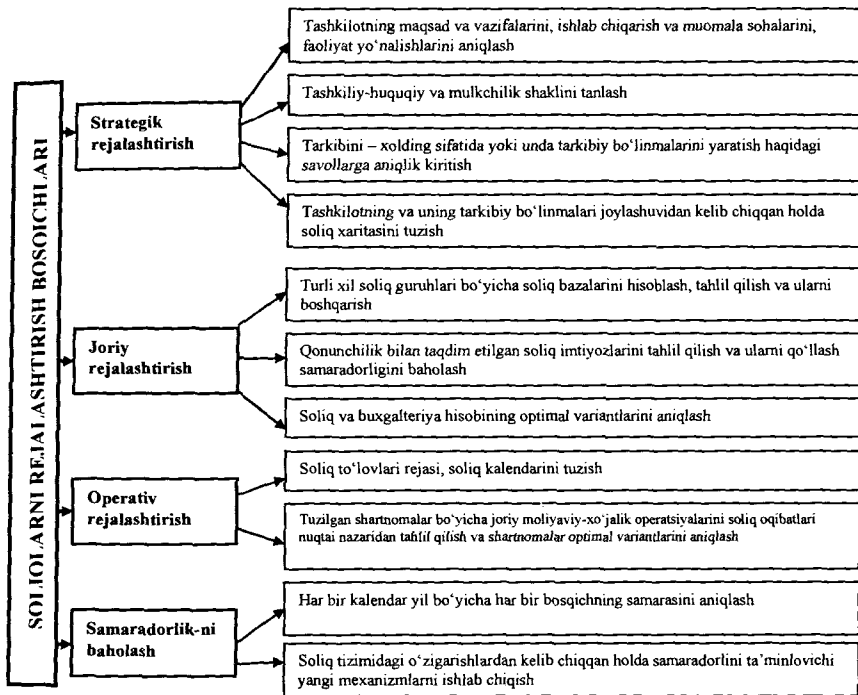 SOLIQLARNI REJALASHTIRISH BOSQICHLARI
Strategik
rejalashtirish
Tashkilotning maqsad va vazifalarini, ishlab chiqarish va muomala sohalarini,
faoliyat yo‘nalishlarini aniqlash
Tashkiliy-huquqiy va mulkchilik shaklini tanlash
Tarkibini – xolding sifatida yoki unda tarkibiy bo‘linmalarini yaratish haqidagi
savollarga aniqlik kiritish
Tashkilotning va uning tarkibiy bo‘linmalari joylashuvidan kelib chiqqan holda
soliq xaritasini tuzish
Joriy
rejalashtirish
Turli xil soliq guruhlari bo‘yicha soliq bazalarini hisoblash, tahlil qilish va ularni
boshqarish
Qonunchilik bilan taqdim etilgan soliq imtiyozlarini tahlil qilish va ularni qo‘llash
samaradorligini baholash
Soliq va buxgalteriya hisobining optimal variantlarini aniqlash
Operativ
rejalashtirish
Soliq to‘lovlari rejasi, soliq kalendarini tuzish
Tuzilgan shartnomalar bo‘yicha joriy moliyaviy-xo‘jalik operatsiyalarini soliq oqibatlari
nuqtai nazaridan tahlil qilish va shartnomalar optimal variantlarini aniqlash
Samaradorlik-ni
baholash
Har bir kalendar yil bo‘yicha har bir bosqichning samarasini aniqlash
Soliq tizimidagi o‘zigarishlardan kelib chiqqan holda samaradorlini ta’minlovichi
yangi mexanizmlarni ishlab chiqish